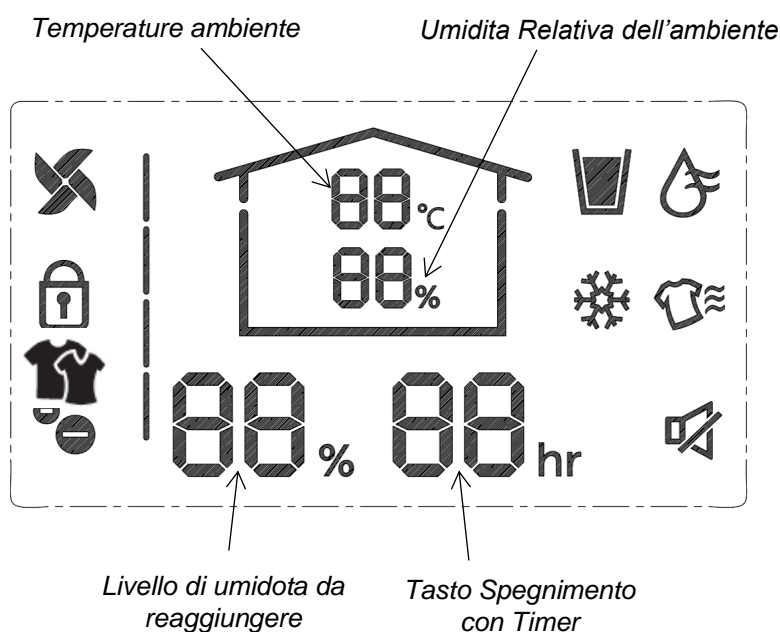 Temperature ambiente
Umidita Relativa dell'ambiente
88°C
88%
88%
88hr
Livello di umidota da
reaggiungere
Tasto Spegnimento
con Timer